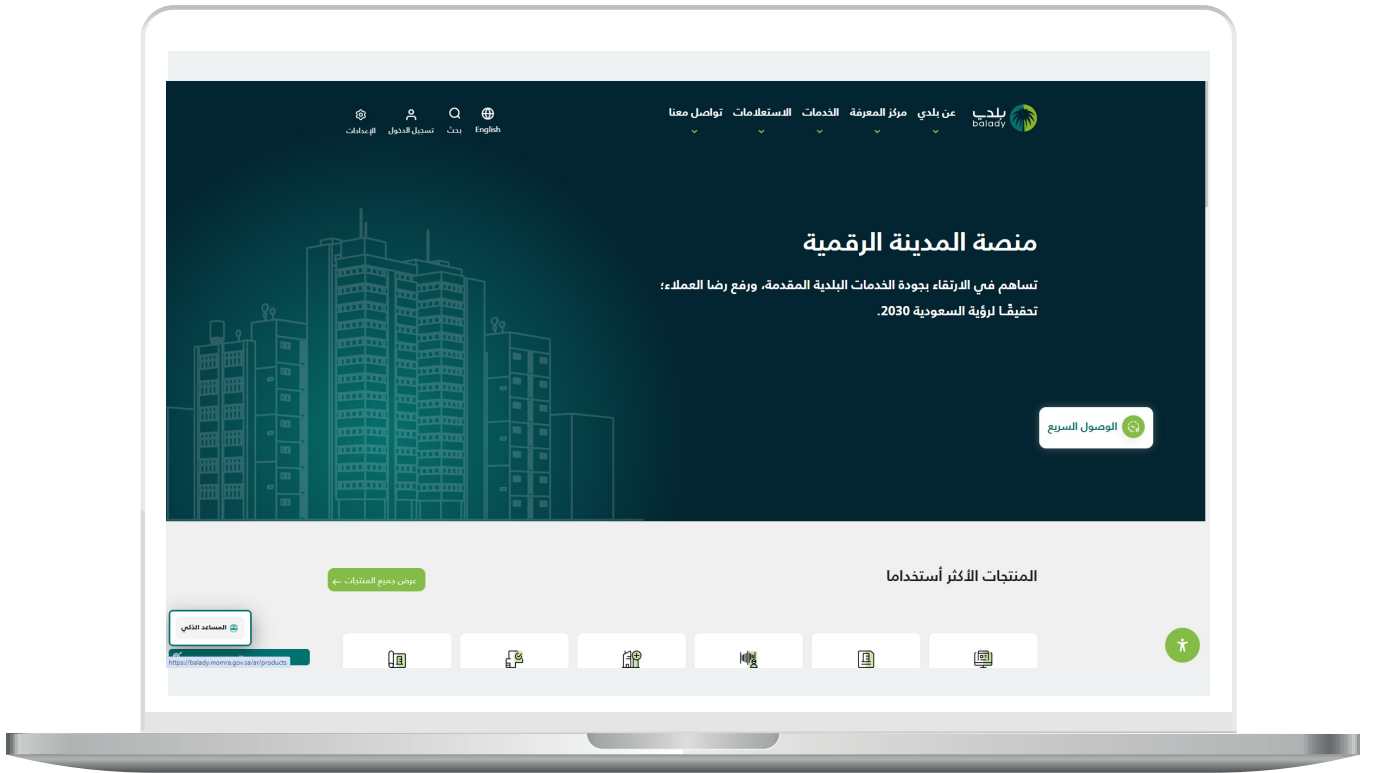 بلدي
balady
عن بلدي مركز المعرفة الخدمات الاستعلامات تواصل معنا
English بحث تسجيل الدخول الإعدادات
منصة المدينة الرقمية
تساهم في الارتقاء بجودة الخدمات البلدية المقدمة، ورفع رضا العملاء؛
تحقيقًا لرؤية السعودية 2030.
الوصول السريع
المنتجات الأكثر أستخداما
عرض جميع المنتجات ←
المساعد الذكي
https://balady.momra.gov.sa/ar/products